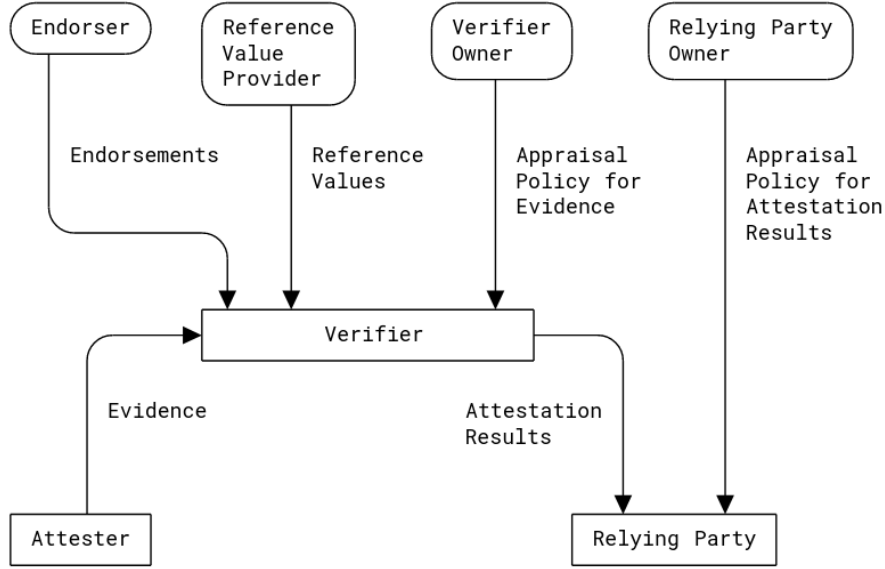 Endorser
Reference
Value
Provider
Verifier
Owner
Relying Party
Owner
Endorsements
Reference
Values
Appraisal
Policy for
Evidence
Appraisal
Policy for
Attestation
Results
Verifier
Evidence
Attestation
Results
Attester
Relying Party